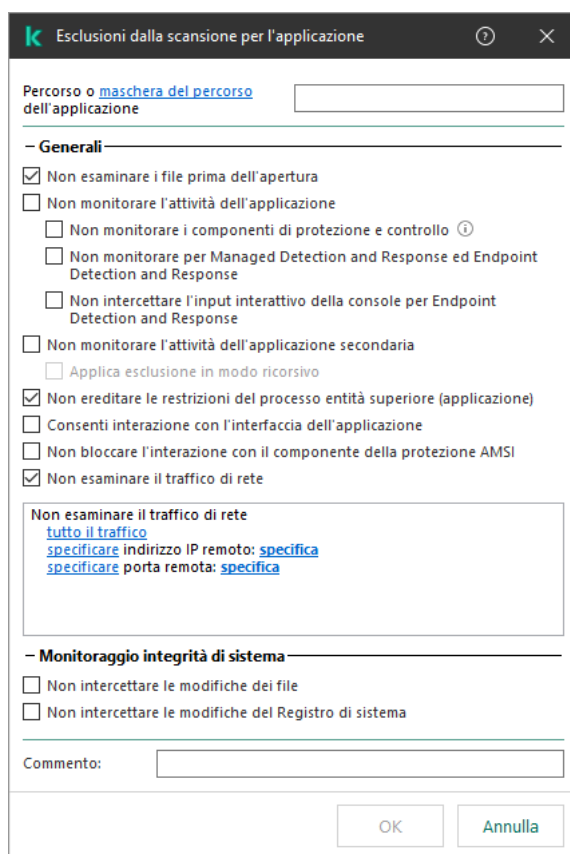 Esclusioni dalla scansione per l'applicazione
Percorso o maschera del percorso
dell'applicazione
Generali
Non esaminare i file prima dell'apertura
Non monitorare l'attività dell'applicazione
Non monitorare i componenti di protezione e controllo
Non monitorare per Managed Detection and Response ed Endpoint
Detection and Response
Non intercettare l'input interattivo della console per Endpoint
Detection and Response
Non monitorare l'attività dell'applicazione secondaria
Applica esclusione in modo ricorsivo
Non ereditare le restrizioni del processo entità superiore (applicazione)
Consenti interazione con l'interfaccia dell'applicazione
Non bloccare l'interazione con il componente della protezione AMSI
Non esaminare il traffico di rete
Non esaminare il traffico di rete
tutto il traffico
specificare indirizzo IP remoto: specifica
specificare porta remota: specifica
Monitoraggio integrità di sistema
Non intercettare le modifiche dei file
Non intercettare le modifiche del Registro di sistema
Commento:
OK Annulla